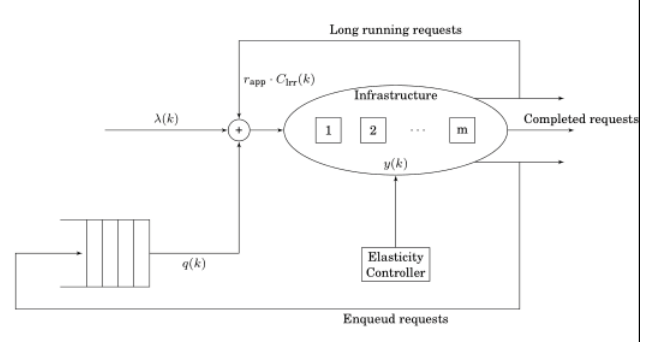 Long running requests
r_app · C_lrr(k)
Infrastructure
λ(k)
+
1 2 ··· m
Completed requests
y(k)
q(k)
Elasticity
Controller
Enqueud requests